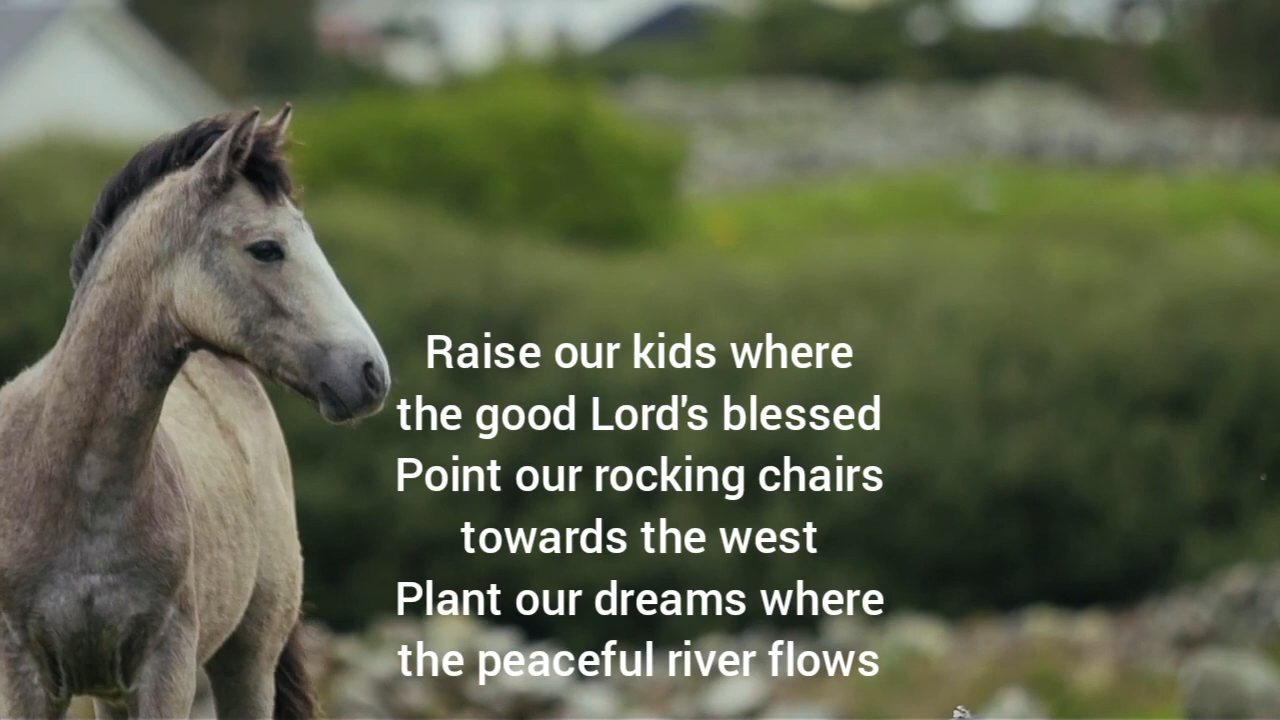 Raise our kids where
the good Lord's blessed
Point our rocking chairs
towards the west
Plant our dreams where
the peaceful river flows